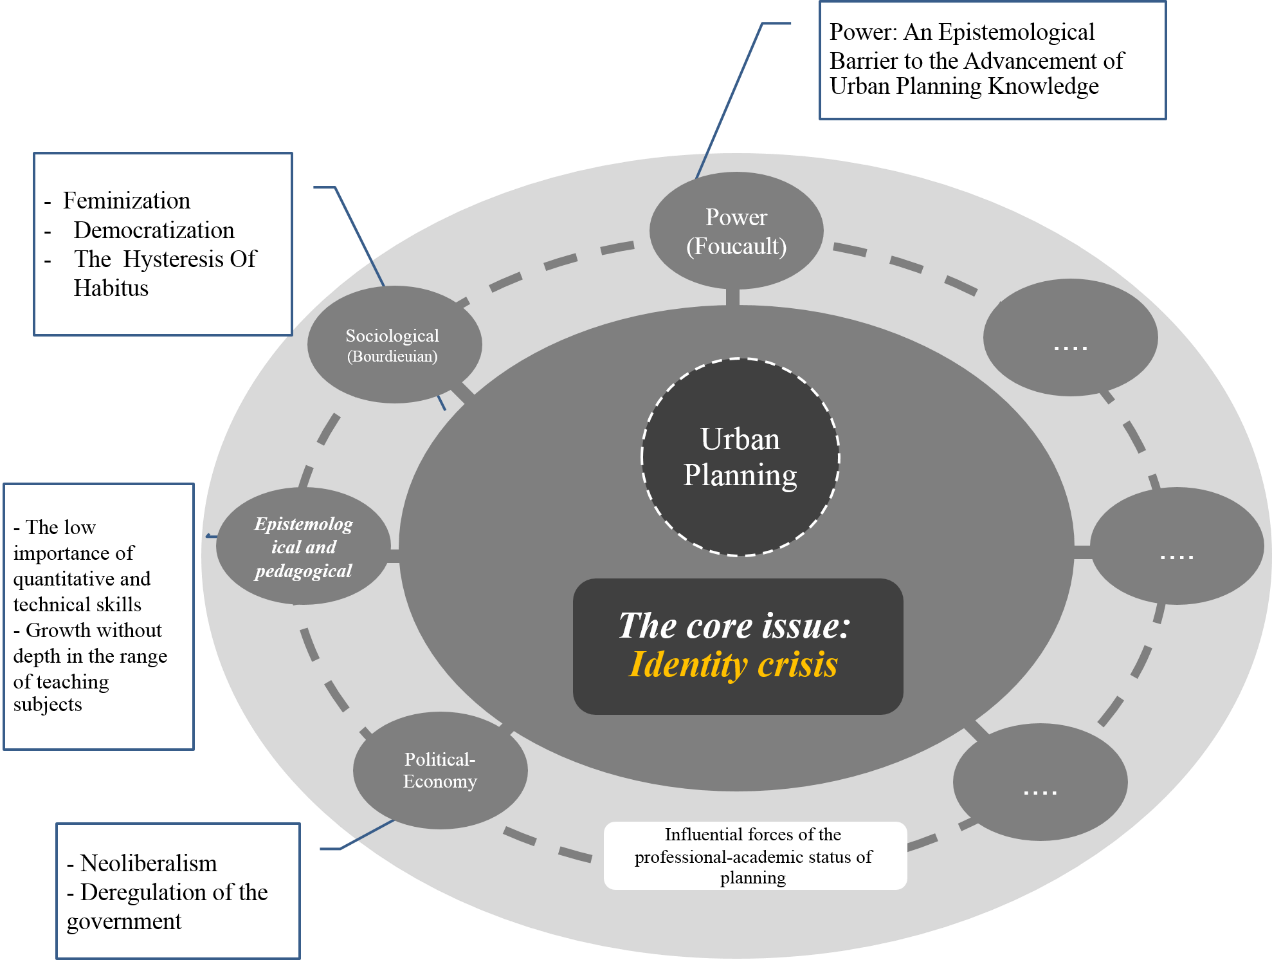 Power: An Epistemological
Barrier to the Advancement of
Urban Planning Knowledge
- Feminization
- Democratization
- The Hysteresis Of
Habitus
Power
(Foucault)
Sociological
(Bourdieuian)
....
Urban
Planning
- The low
importance of
quantitative and
technical skills
- Growth without
depth in the range
of teaching
subjects
Epistemolog
ical and
pedagogical
....
The core issue:
Identity crisis
Political-
Economy
....
- Neoliberalism
- Deregulation of the
government
Influential forces of the
professional-academic status of
planning